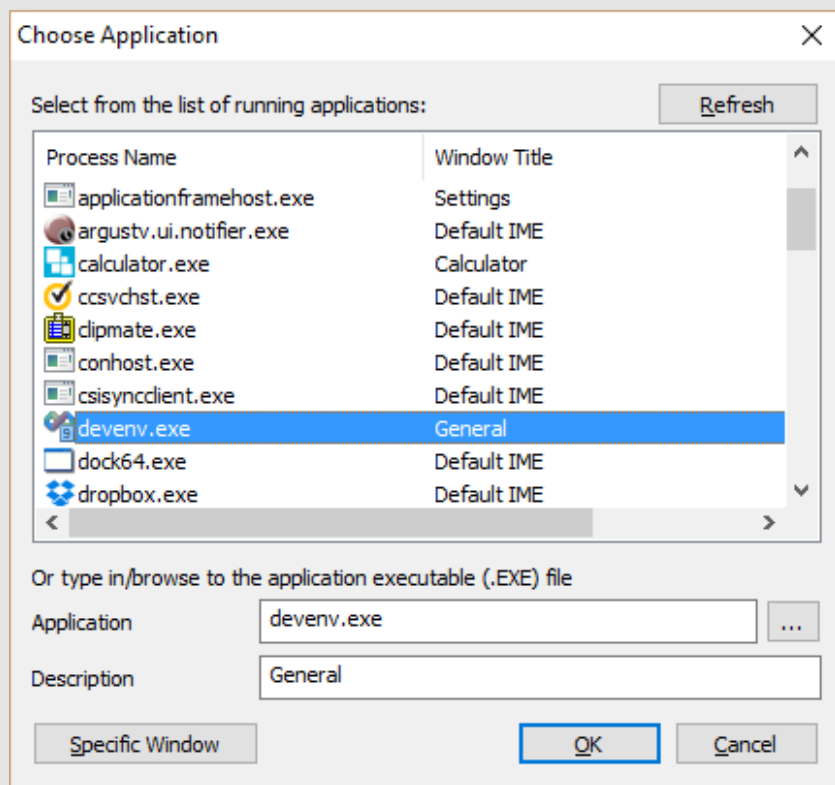 Choose Application
Select from the list of running applications: Refresh
Process Name Window Title
applicationframehost.exe Settings
argustv.ui.notifier.exe Default IME
calculator.exe Calculator
ccsvchst.exe Default IME
clipmate.exe Default IME
conhost.exe Default IME
csisyncclient.exe Default IME
devenv.exe General
dock64.exe Default IME
dropbox.exe Default IME
Or type in/browse to the application executable (.EXE) file
Application devenv.exe ...
Description General
Specific Window OK Cancel